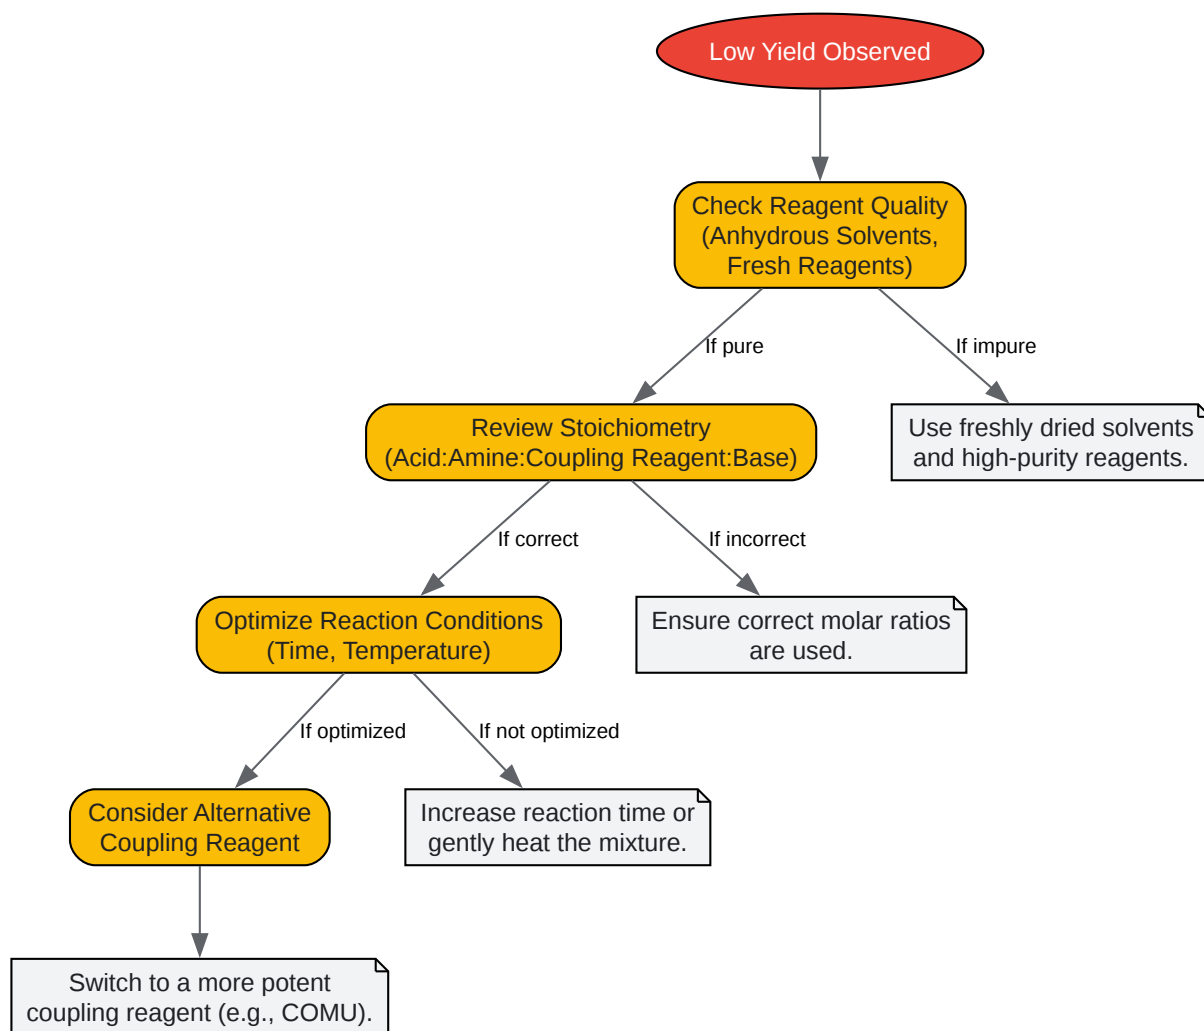 Low Yield Observed
Check Reagent Quality
(Anhydrous Solvents,
Fresh Reagents)
If pure
If impure
Review Stoichiometry
(Acid:Amine:Coupling Reagent:Base)
Use freshly dried solvents
and high-purity reagents.
If correct
If incorrect
Optimize Reaction Conditions
(Time, Temperature)
Ensure correct molar ratios
are used.
If optimized
If not optimized
Consider Alternative
Coupling Reagent
Increase reaction time or
gently heat the mixture.
Switch to a more potent
coupling reagent (e.g., COMU).